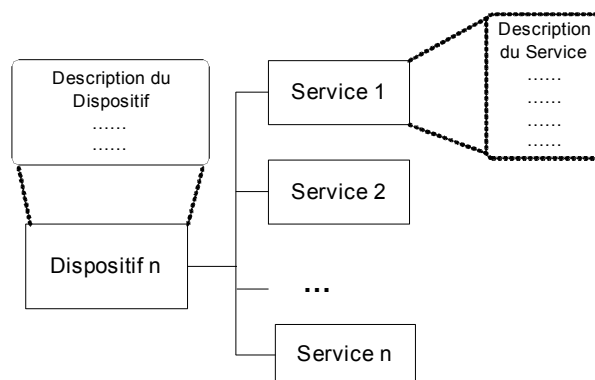 Description du
Dispositif
......
......
Dispositif n
Service 1
Service 2
...
Service n
Description
du Service
......
......
......
......